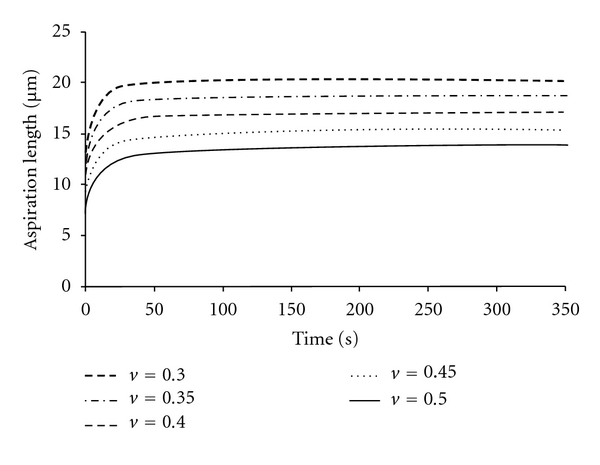 Aspiration length (μm)
25
20
15
10
5
0
0 50 100 150 200 250 300 350
Time (s)
ν = 0.3
ν = 0.35
ν = 0.4
ν = 0.45
ν = 0.5